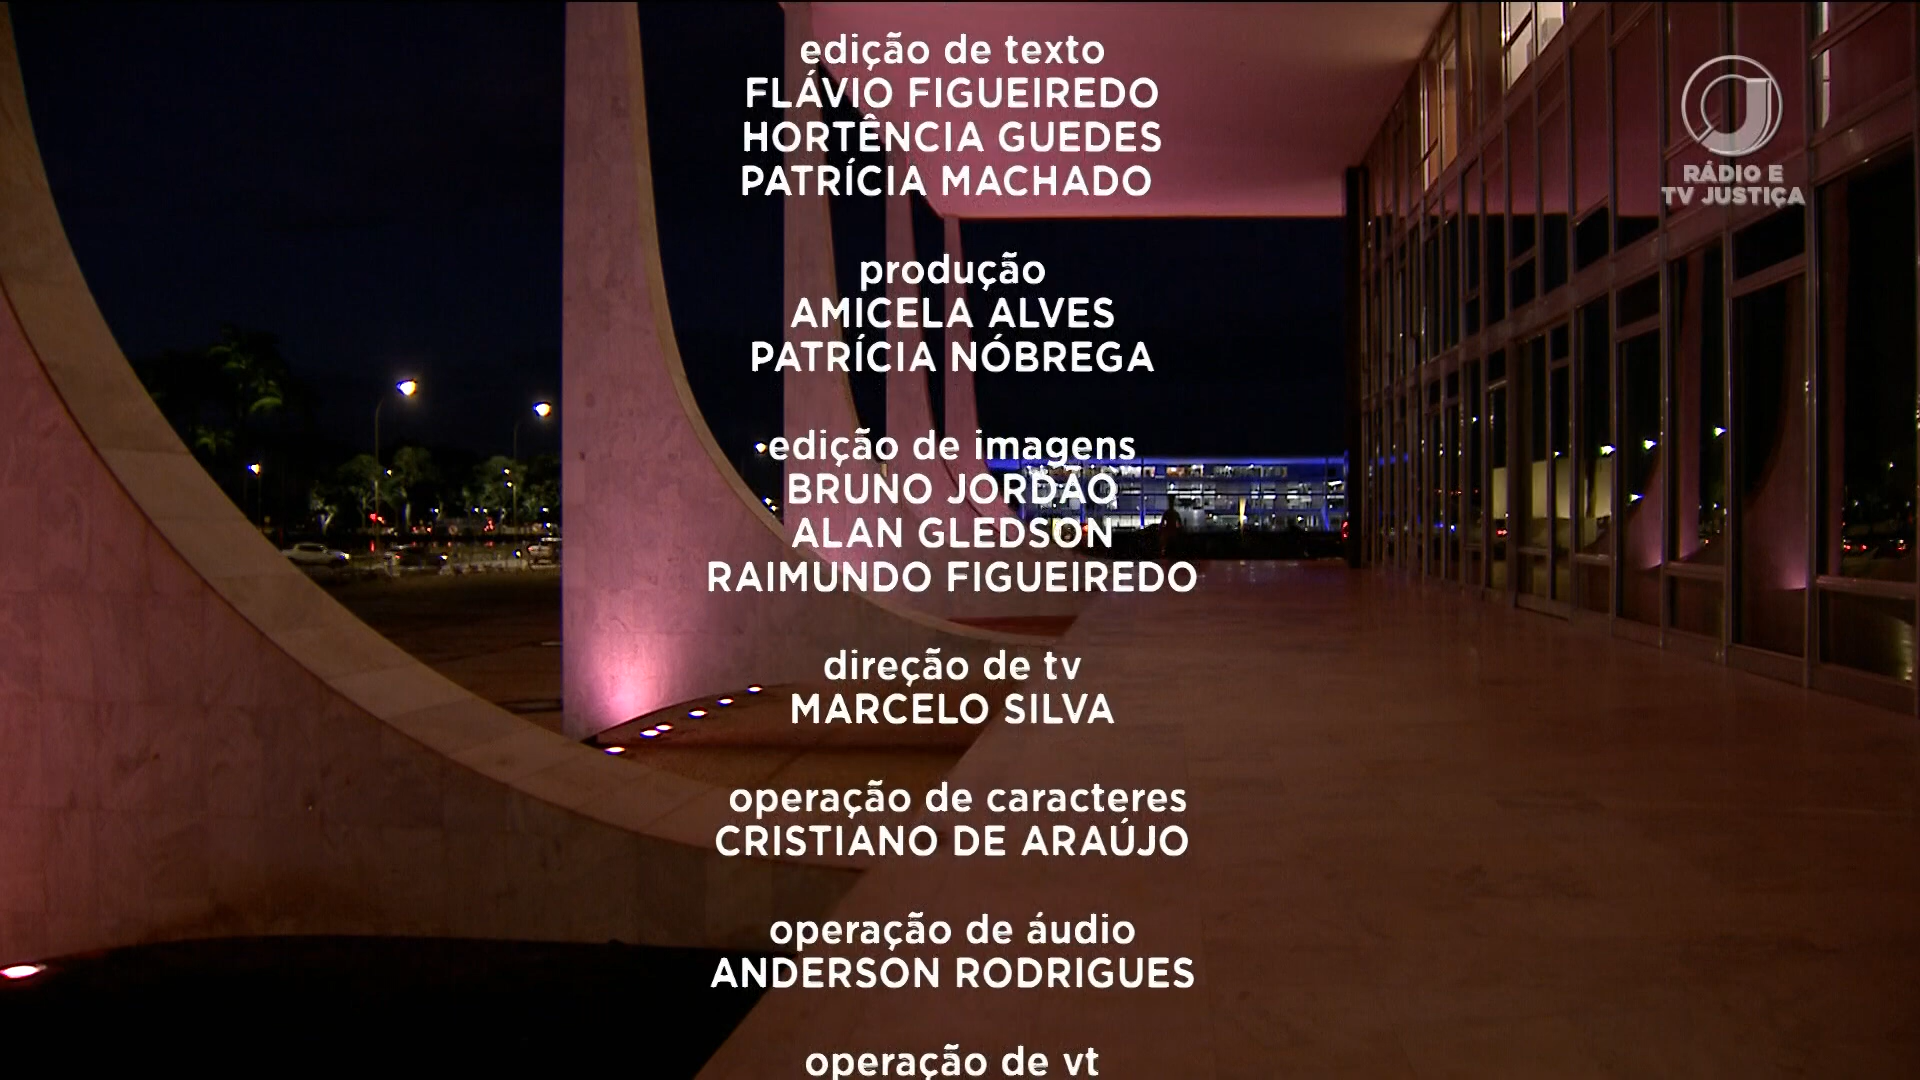 edição de texto
FLÁVIO FIGUEIREDO
HORTÊNCIA GUEDES
PATRÍCIA MACHADO
RÁDIO E
TV JUSTIÇA
produção
AMICELA ALVES
PATRÍCIA NÓBREGA
edição de imagens
BRUNO JORDÃO
ALAN GLEDSON
RAIMUNDO FIGUEIREDO
direção de tv
MARCELO SILVA
operação de caracteres
CRISTIANO DE ARAÚJO
operação de áudio
ANDERSON RODRIGUES
operação de vt